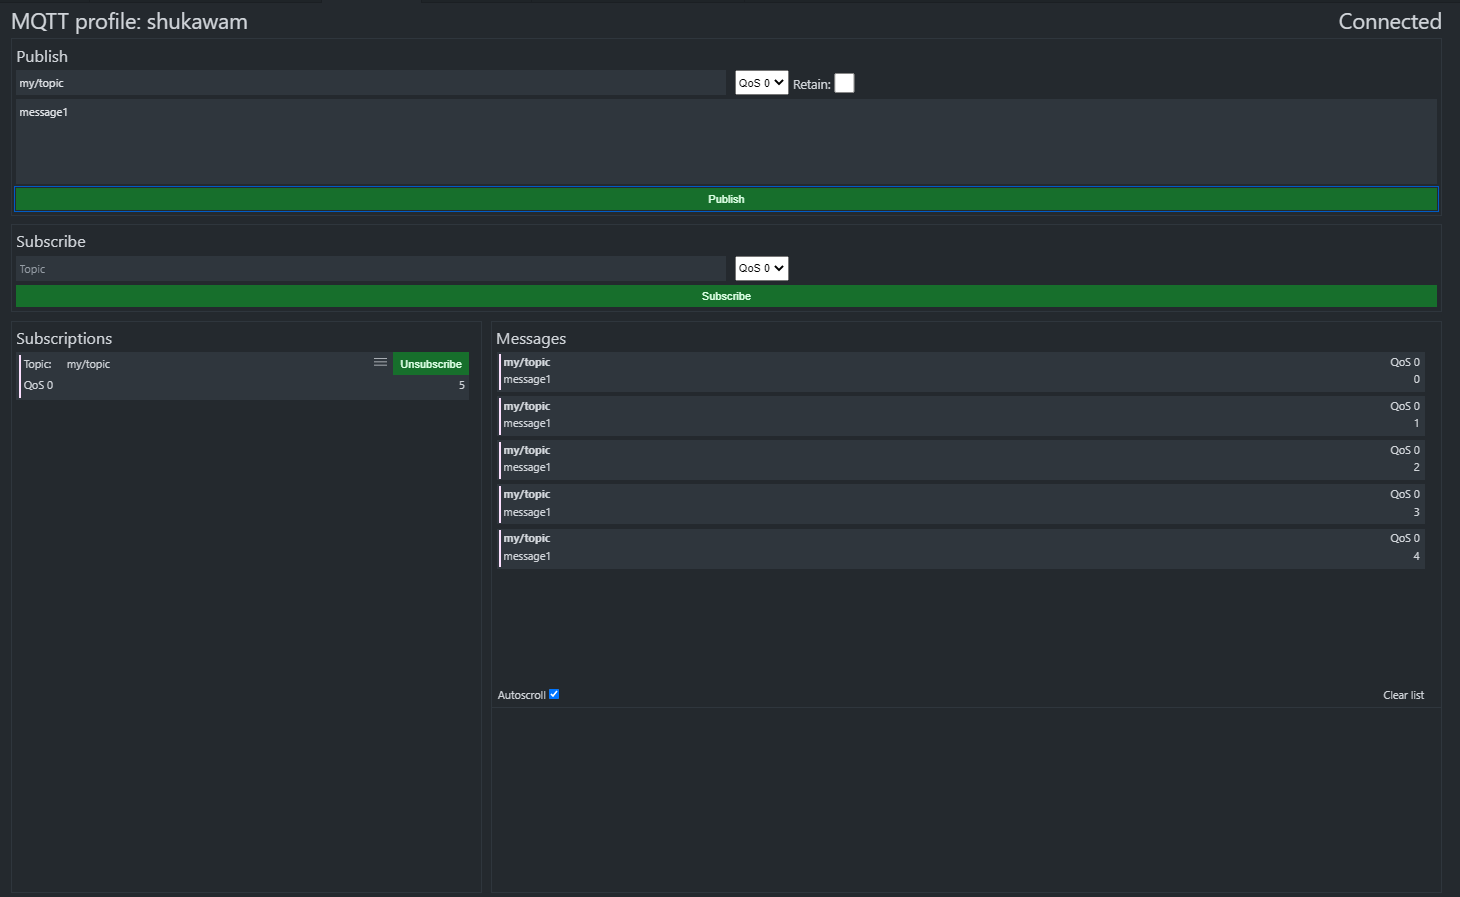 MQTT profile: shukawam
Connected
Publish
my/topic
QoS 0
Retain:
message1
Publish
Subscribe
Topic
QoS 0
Subscribe
Subscriptions
Topic: my/topic
Unsubscribe
QoS 0
5
Messages
my/topic
QoS 0
message1
0
my/topic
QoS 0
message1
1
my/topic
QoS 0
message1
2
my/topic
QoS 0
message1
3
my/topic
QoS 0
message1
4
Autoscroll
Clear list